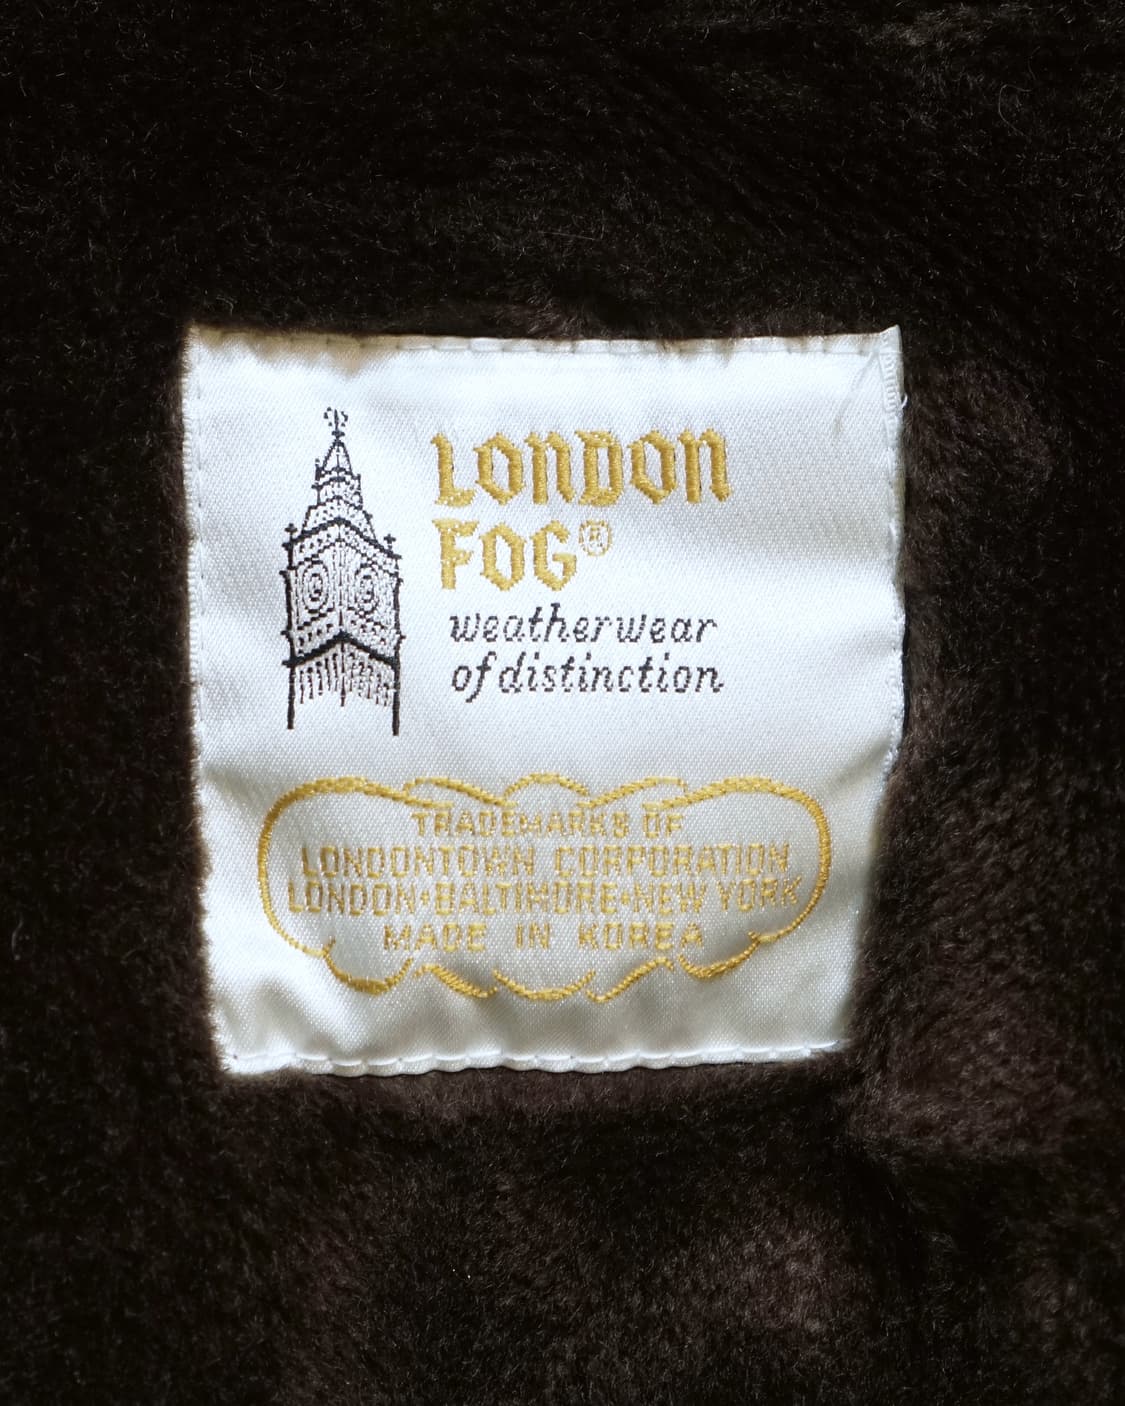 LONDON
FOG®
weatherwear
of distinction
TRADEMARKS OF
LONDONTOWN CORPORATION
LONDON•BALTIMORE•NEW YORK
MADE IN KOREA